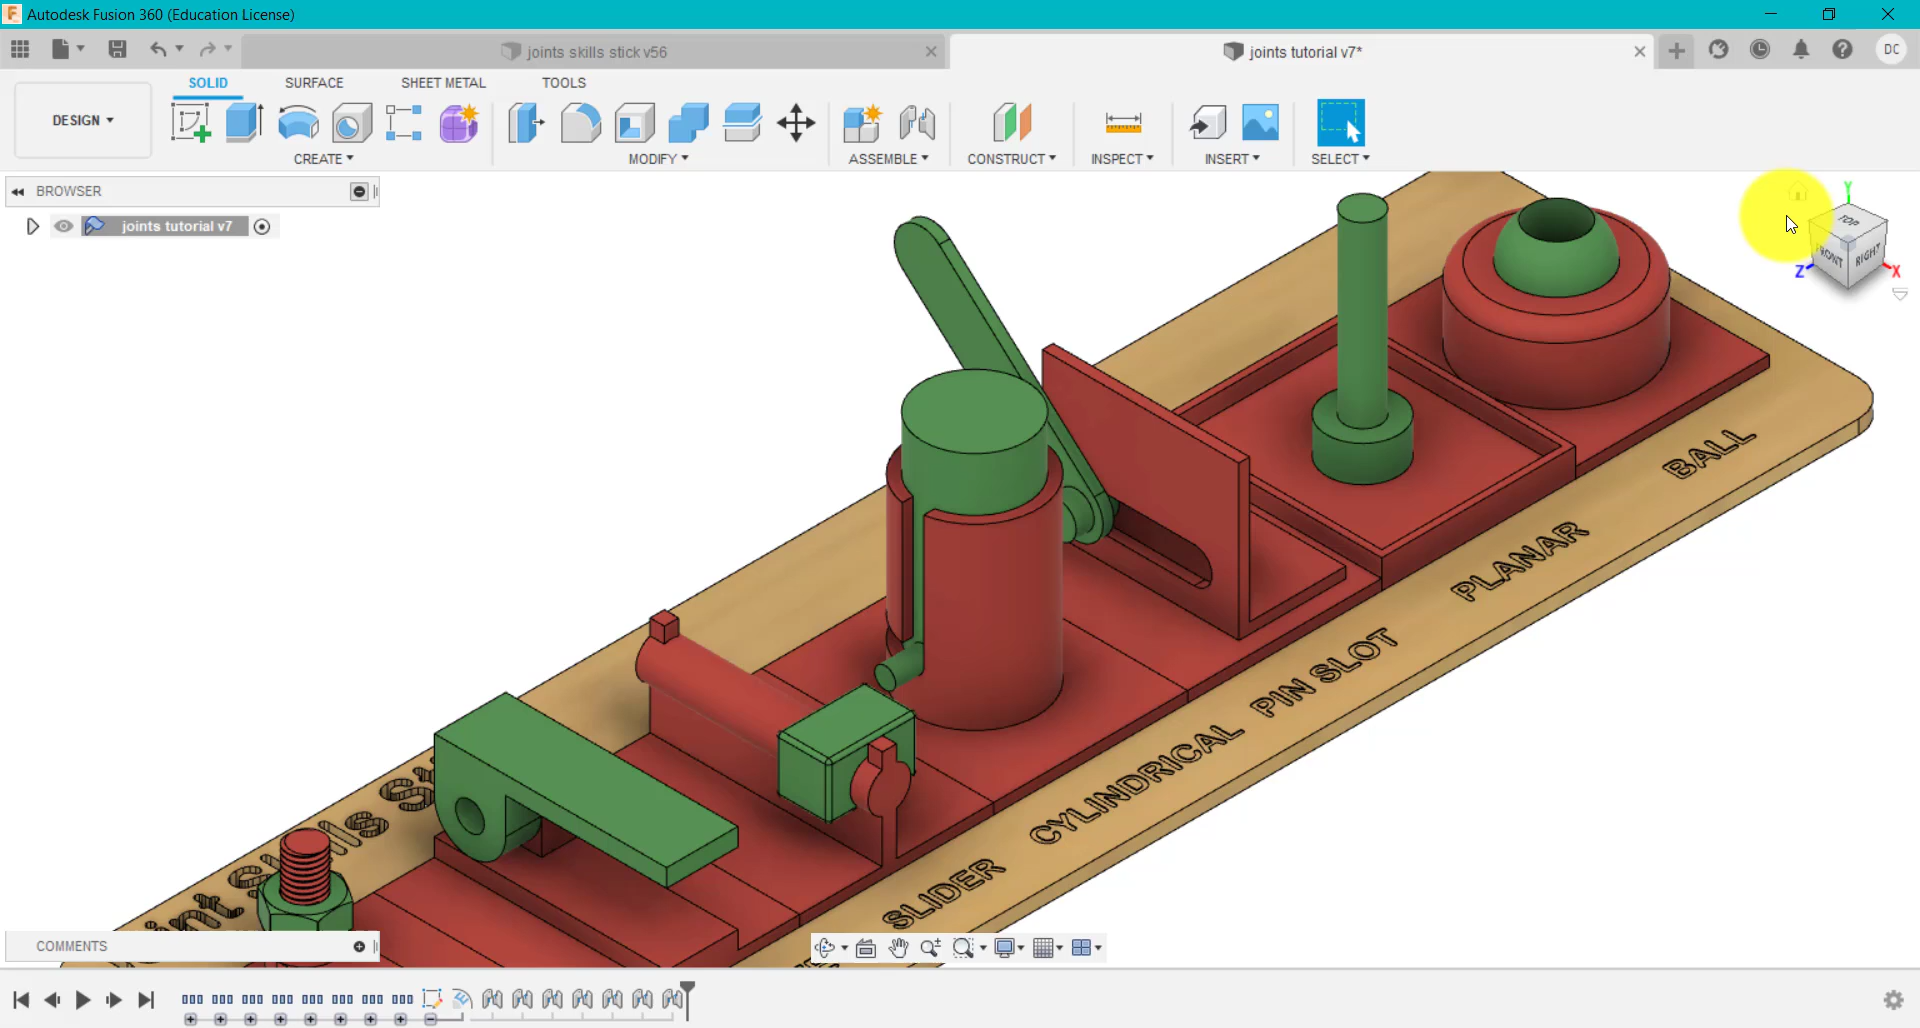 Autodesk Fusion 360 (Education License)
joints skills stick v56
joints tutorial v7*
DC
DESIGN
SOLID
SURFACE
SHEET METAL
TOOLS
CREATE
MODIFY
ASSEMBLE
CONSTRUCT
INSPECT
INSERT
SELECT
BROWSER
joints tutorial v7
Y
TOP
FRONT
RIGHT
Z
X
BALL
PLANAR
PIN SLOT
CYLINDRICAL
SLIDER
COMMENTS